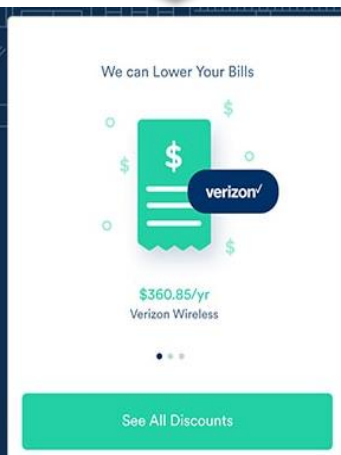 We can Lower Your Bills
$
$
$
verizon✓
$
$360.85/yr
Verizon Wireless
See All Discounts